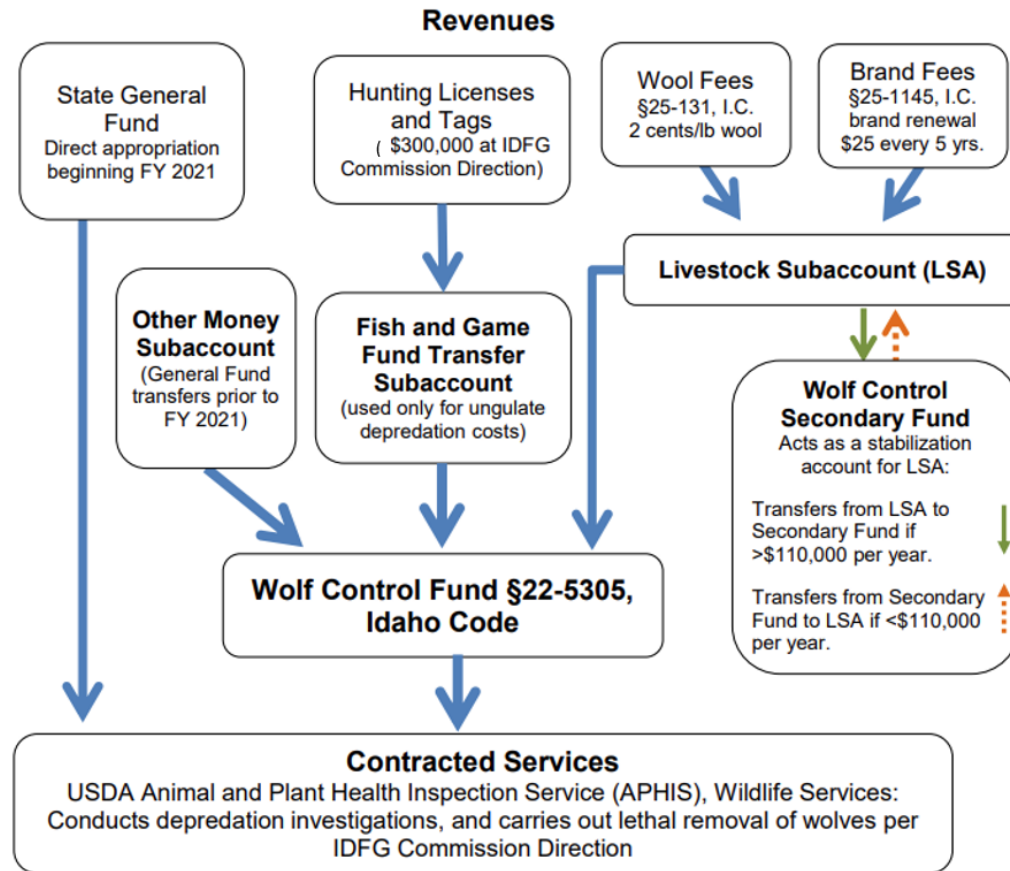 Revenues
State General
Fund
Direct appropriation
beginning FY 2021
Hunting Licenses
and Tags
( $300,000 at IDFG
Commission Direction)
Wool Fees
§25-131, I.C.
2 cents/lb wool
Brand Fees
§25-1145, I.C.
brand renewal
$25 every 5 yrs.
Livestock Subaccount (LSA)
Other Money
Subaccount
(General Fund
transfers prior to
FY 2021)
Fish and Game
Fund Transfer
Subaccount
(used only for ungulate
depredation costs)
Wolf Control
Secondary Fund
Acts as a stabilization
account for LSA:
Transfers from LSA to
Secondary Fund if
>$110,000 per year.
Transfers from Secondary
Fund to LSA if <$110,000
per year.
Wolf Control Fund §22-5305,
Idaho Code
Contracted Services
USDA Animal and Plant Health Inspection Service (APHIS), Wildlife Services:
Conducts depredation investigations, and carries out lethal removal of wolves per
IDFG Commission Direction